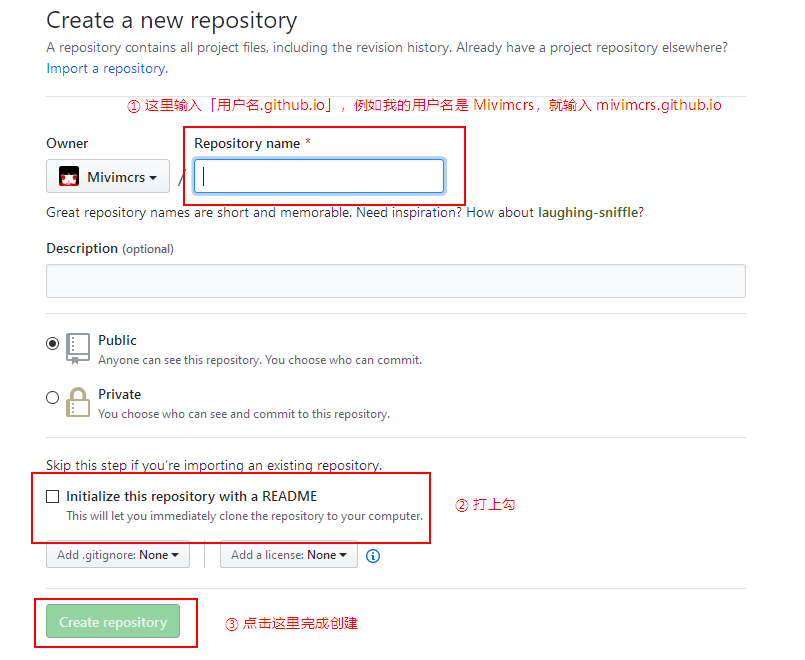 Create a new repository
A repository contains all project files, including the revision history. Already have a project repository elsewhere?
Import a repository.
① 这里输入「用户名.github.io」，例如我的用户名是 Mivimcrs，就输入 mivimcrs.github.io
Owner
Repository name *
Mivimcrs
/
Great repository names are short and memorable. Need inspiration? How about laughing-sniffle?
Description (optional)
Public
Anyone can see this repository. You choose who can commit.
Private
You choose who can see and commit to this repository.
Skip this step if you’re importing an existing repository.
Initialize this repository with a README
This will let you immediately clone the repository to your computer.
② 打上勾
Add .gitignore: None
Add a license: None
Create repository
③ 点击这里完成创建